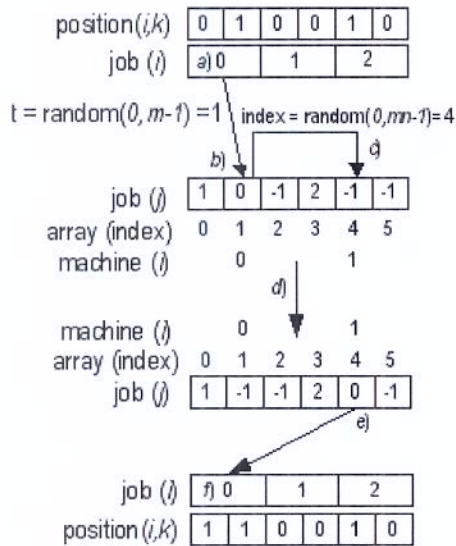 position(i,k) 0 1 0 0 1 0
job (i) a) 0 1 2
t = random(0, m-1) =1 index = random(0,mn-1)=4
b) c)
job (j) 1 0 -1 2 -1 -1
array (index) 0 1 2 3 4 5
machine (i) 0 1
d)
machine (i) 0 1
array (index) 0 1 2 3 4 5
job (j) 1 -1 -1 2 0 -1
e)
job (i) f) 0 1 2
position(i,k) 1 1 0 0 1 0